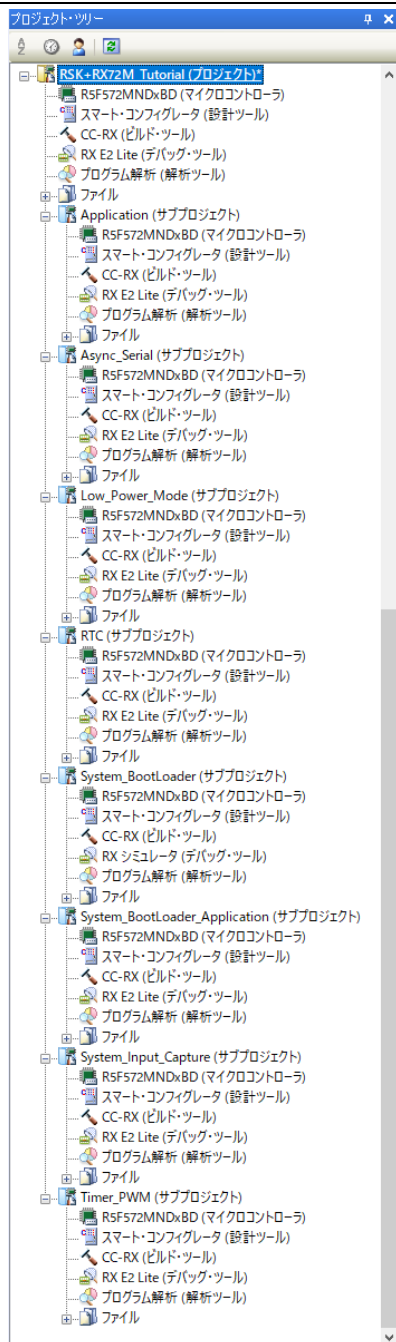 プロジェクト・ツリー
RSK+RX72M_Tutorial (プロジェクト)*
R5F572MNDxBD (マイクロコントローラ)
スマート・コンフィグレータ (設計ツール)
CC-RX (ビルド・ツール)
RX E2 Lite (デバッグ・ツール)
プログラム解析 (解析ツール)
ファイル
Application (サブプロジェクト)
R5F572MNDxBD (マイクロコントローラ)
スマート・コンフィグレータ (設計ツール)
CC-RX (ビルド・ツール)
RX E2 Lite (デバッグ・ツール)
プログラム解析 (解析ツール)
ファイル
Async_Serial (サブプロジェクト)
R5F572MNDxBD (マイクロコントローラ)
スマート・コンフィグレータ (設計ツール)
CC-RX (ビルド・ツール)
RX E2 Lite (デバッグ・ツール)
プログラム解析 (解析ツール)
ファイル
Low_Power_Mode (サブプロジェクト)
R5F572MNDxBD (マイクロコントローラ)
スマート・コンフィグレータ (設計ツール)
CC-RX (ビルド・ツール)
RX E2 Lite (デバッグ・ツール)
プログラム解析 (解析ツール)
ファイル
RTC (サブプロジェクト)
R5F572MNDxBD (マイクロコントローラ)
スマート・コンフィグレータ (設計ツール)
CC-RX (ビルド・ツール)
RX E2 Lite (デバッグ・ツール)
プログラム解析 (解析ツール)
ファイル
System_BootLoader (サブプロジェクト)
R5F572MNDxBD (マイクロコントローラ)
スマート・コンフィグレータ (設計ツール)
CC-RX (ビルド・ツール)
RX シミュレータ (デバッグ・ツール)
プログラム解析 (解析ツール)
ファイル
System_BootLoader_Application (サブプロジェクト)
R5F572MNDxBD (マイクロコントローラ)
スマート・コンフィグレータ (設計ツール)
CC-RX (ビルド・ツール)
RX E2 Lite (デバッグ・ツール)
プログラム解析 (解析ツール)
ファイル
System_Input_Capture (サブプロジェクト)
R5F572MNDxBD (マイクロコントローラ)
スマート・コンフィグレータ (設計ツール)
CC-RX (ビルド・ツール)
RX E2 Lite (デバッグ・ツール)
プログラム解析 (解析ツール)
ファイル
Timer_PWM (サブプロジェクト)
R5F572MNDxBD (マイクロコントローラ)
スマート・コンフィグレータ (設計ツール)
CC-RX (ビルド・ツール)
RX E2 Lite (デバッグ・ツール)
プログラム解析 (解析ツール)
ファイル